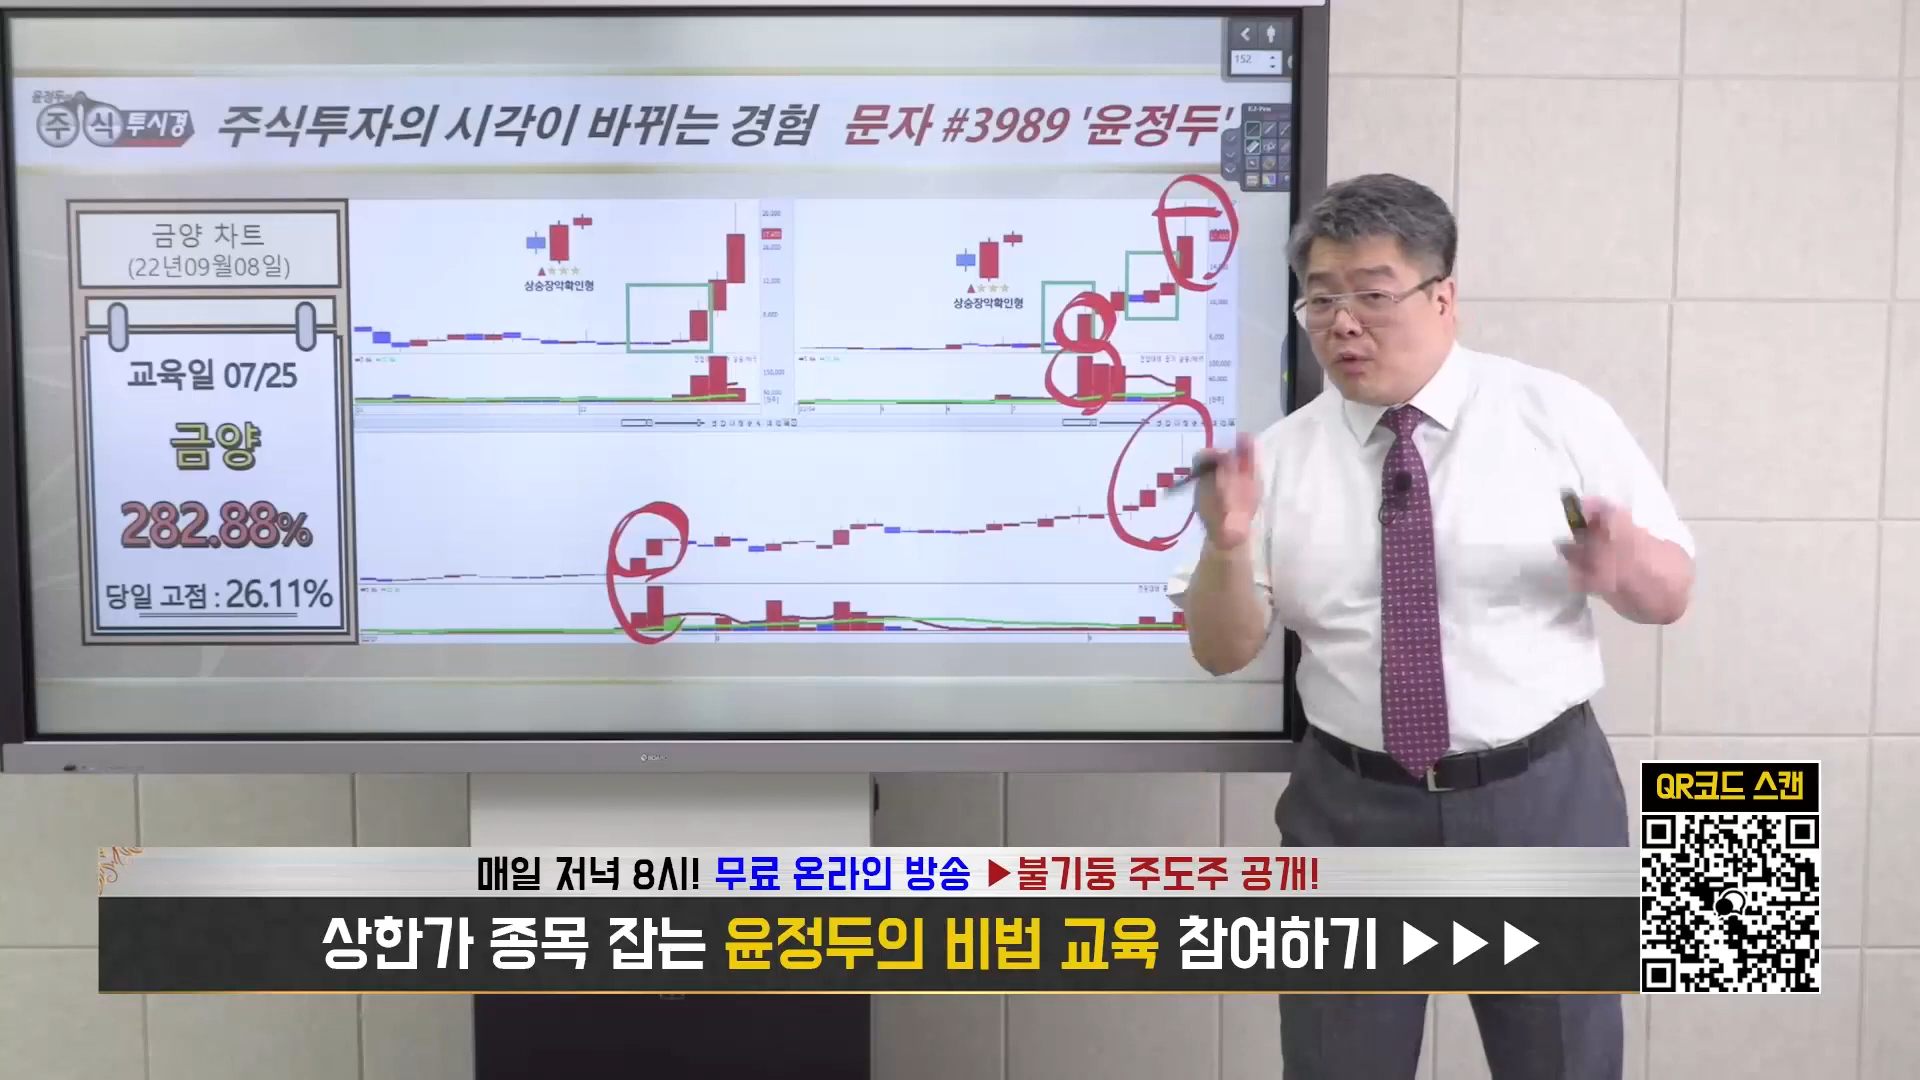 윤정두의
주식투시경
주식투자의 시각이 바뀌는 경험 문자 #3989 '윤정두'
152
금양 차트
(22년09월08일)
교육일 07/25
금양
282.88%
당일 고점 : 26.11%
상승장악확인형
상승장악확인형
QR코드 스캔
매일 저녁 8시! 무료 온라인 방송 ▶불기둥 주도주 공개!
상한가 종목 잡는 윤정두의 비법 교육 참여하기 ▶▶▶